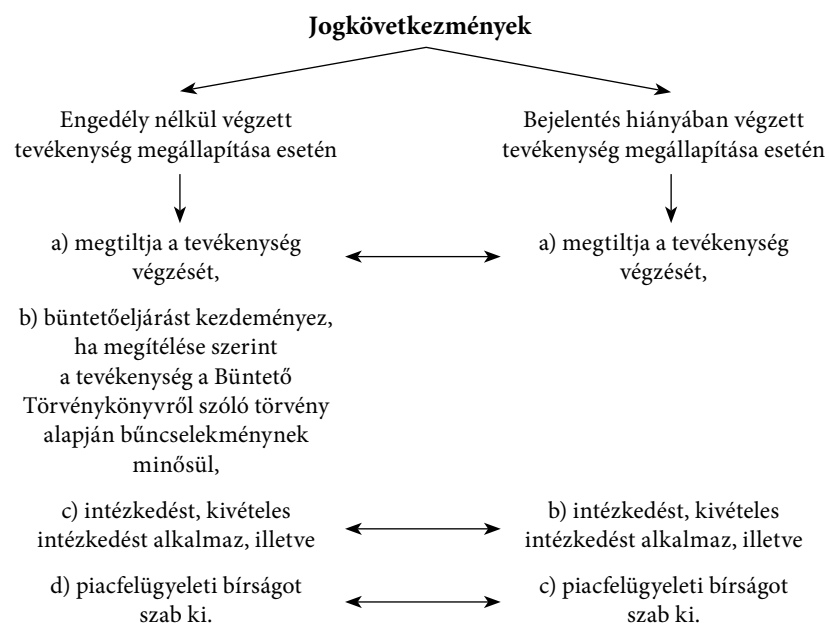 Jogkövetkezmények
Engedély nélkül végzett
tevékenység megállapítása esetén
Bejelentés hiányában végzett
tevékenység megállapítása esetén
a) megtiltja a tevékenység
végzését,
a) megtiltja a tevékenység
végzését,
b) büntetőeljárást kezdeményez,
ha megítélése szerint
a tevékenység a Büntető
Törvénykönyvről szóló törvény
alapján bűncselekménynek
minősül,
c) intézkedést, kivételes
intézkedést alkalmaz, illetve
b) intézkedést, kivételes
intézkedést alkalmaz, illetve
d) piacfelügyeleti bírságot
szab ki.
c) piacfelügyeleti bírságot
szab ki.